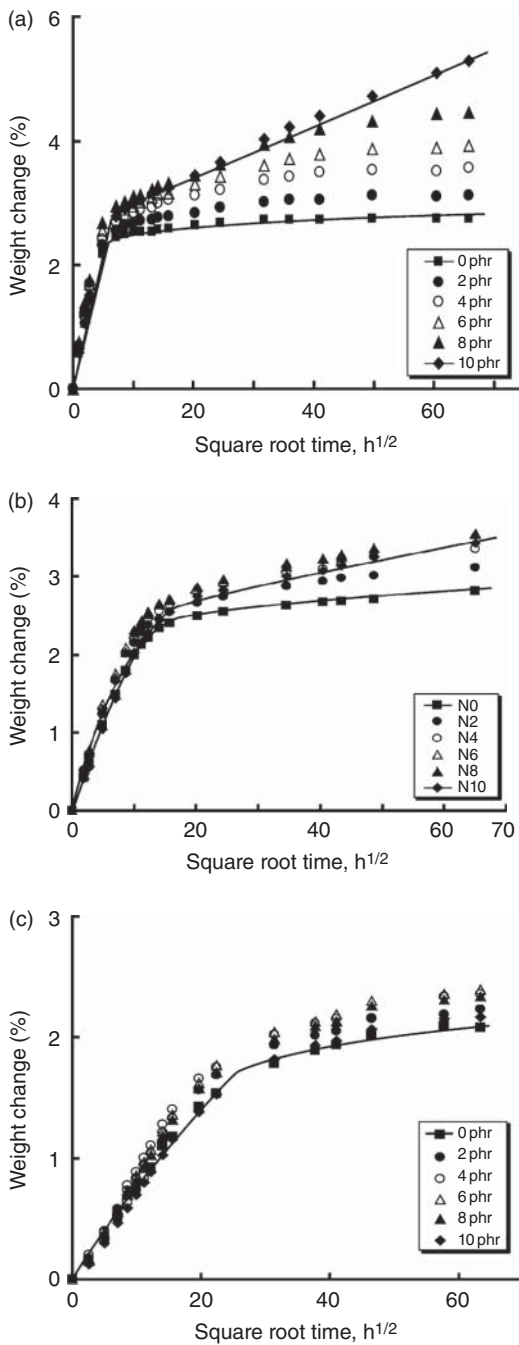 (a)
6
4
2
0
Weight change (%)
0 phr
2 phr
4 phr
6 phr
8 phr
10 phr
0 20 40 60
Square root time, h1/2
(b)
4
3
2
1
0
Weight change (%)
N0
N2
N4
N6
N8
N10
0 10 20 30 40 50 60 70
Square root time, h1/2
(c)
3
2
1
0
Weight change (%)
0 phr
2 phr
4 phr
6 phr
8 phr
10 phr
0 20 40 60
Square root time, h1/2